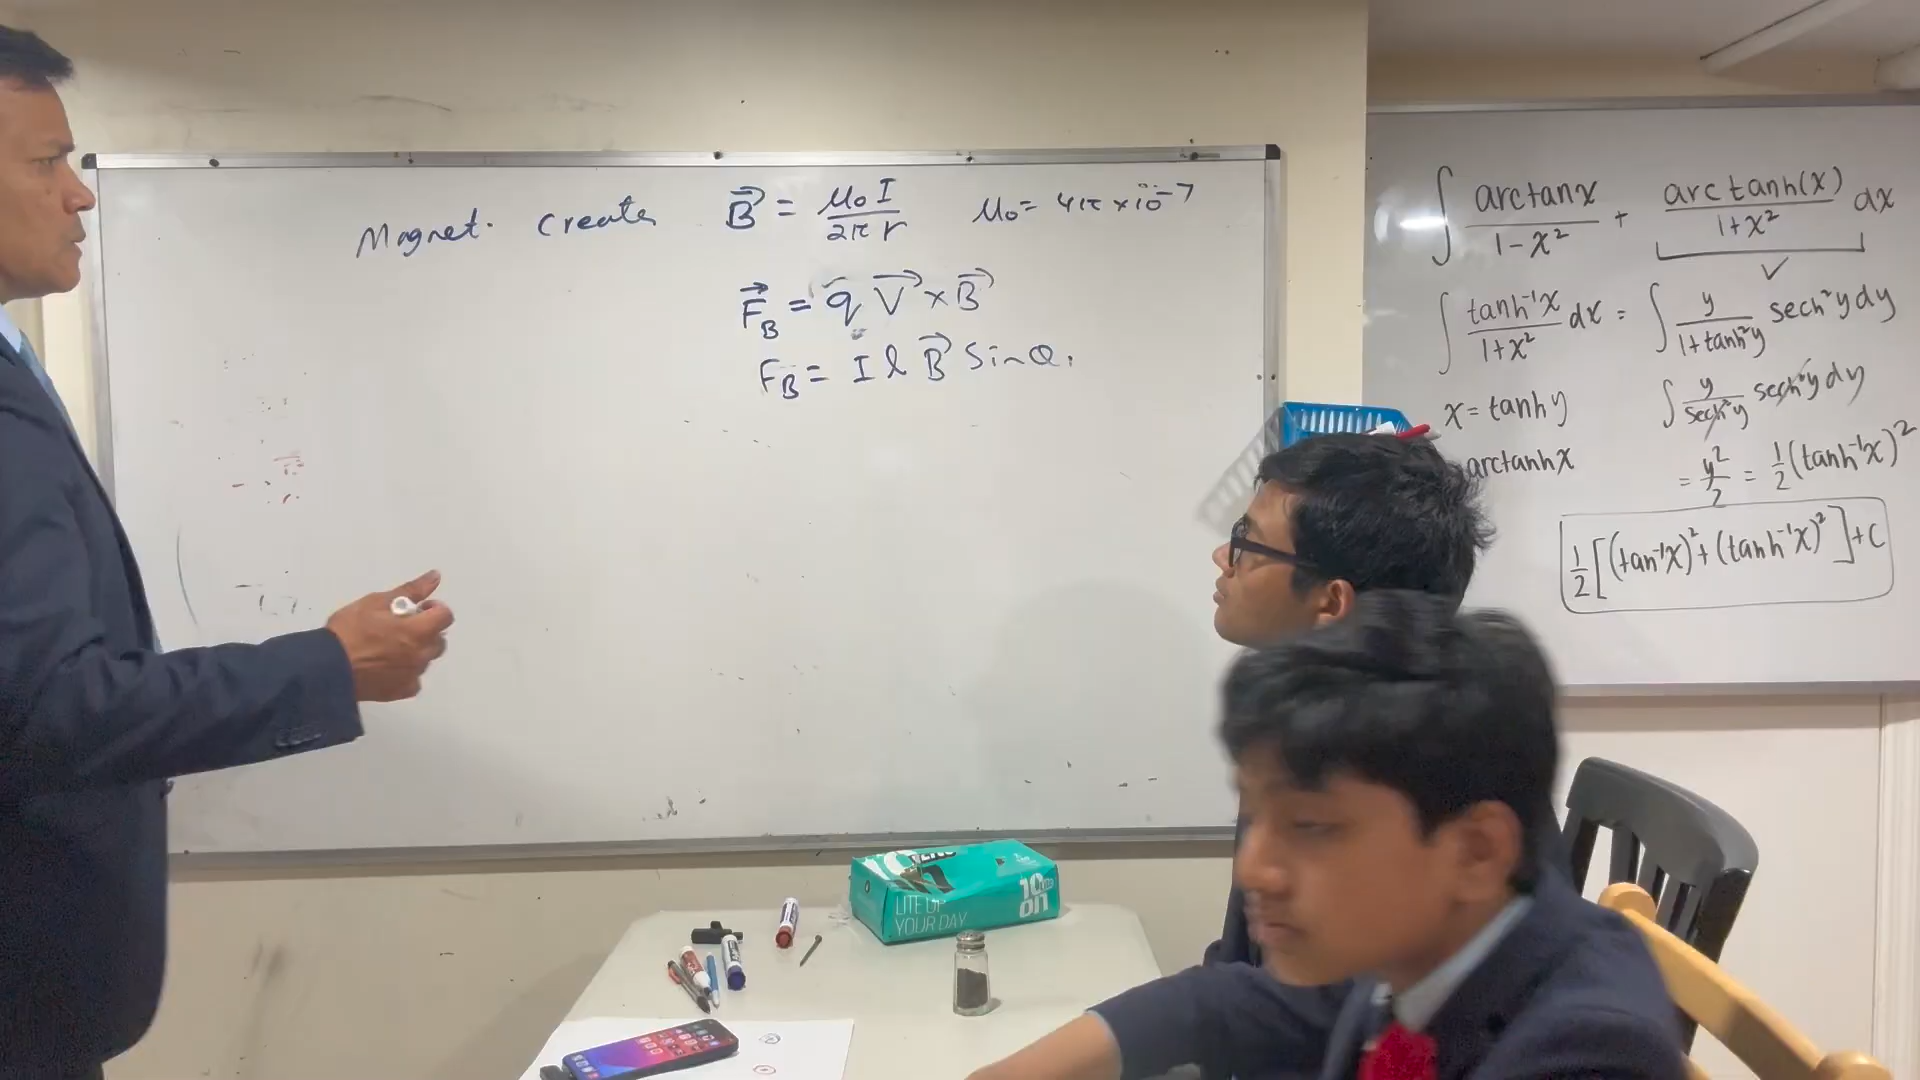 Magnet. Create B⃗ = μ₀I / 2πr μ₀ = 4π × 10⁻⁷
F⃗_B = q V⃗ × B⃗
F_B = I l B⃗ Sin θ.
∫ arctanx / 1-x² + arctanh(x) / 1+x² dx
✓
∫ tanh⁻¹x / 1+x² dx = ∫ y / 1+tanh²y sech²y dy
x = tanh y
∫ y / sech²y sech²y dy
arctanh x
= y²/2 = 1/2 (tanh⁻¹x)²
1/2 [(tan⁻¹x)² + (tanh⁻¹x)²] + C
LITE UP
YOUR DAY
10
on